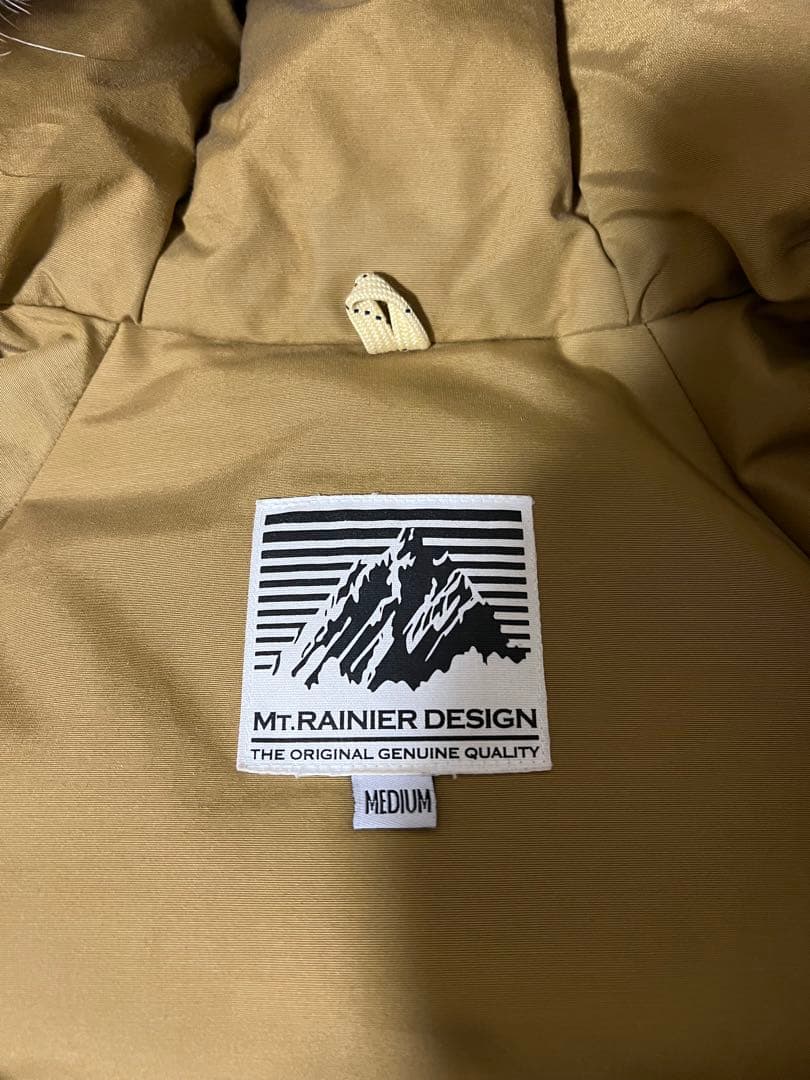 MT.RAINIER DESIGN
THE ORIGINAL GENUINE QUALITY
MEDIUM